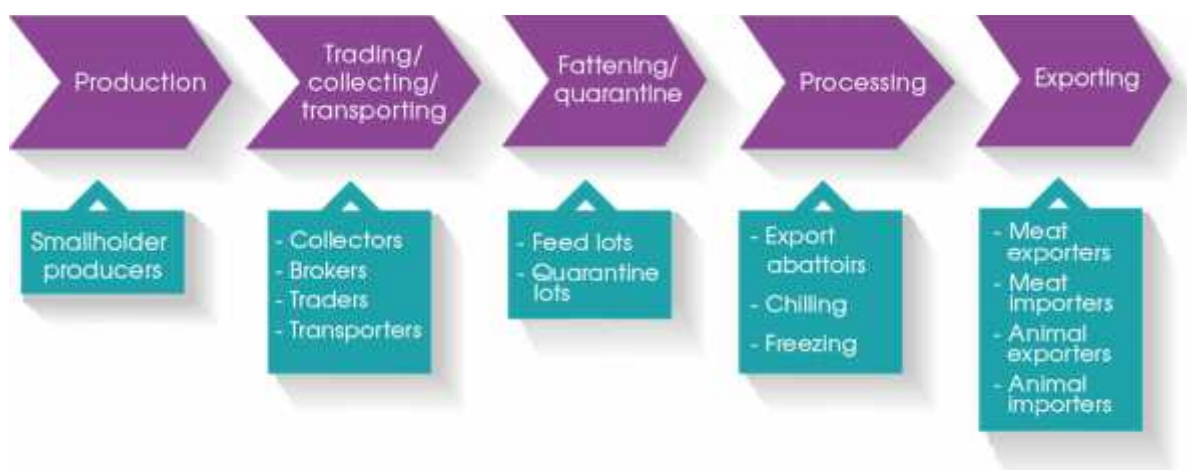 Production
Trading/
collecting/
transporting
Fattening/
quarantine
Processing
Exporting
Smallholder
producers
- Collectors
- Brokers
- Traders
- Transporters
- Feed lots
- Quarantine
lots
- Export
abattoirs
- Chilling
- Freezing
- Meat
exporters
- Meat
importers
- Animal
exporters
- Animal
importers